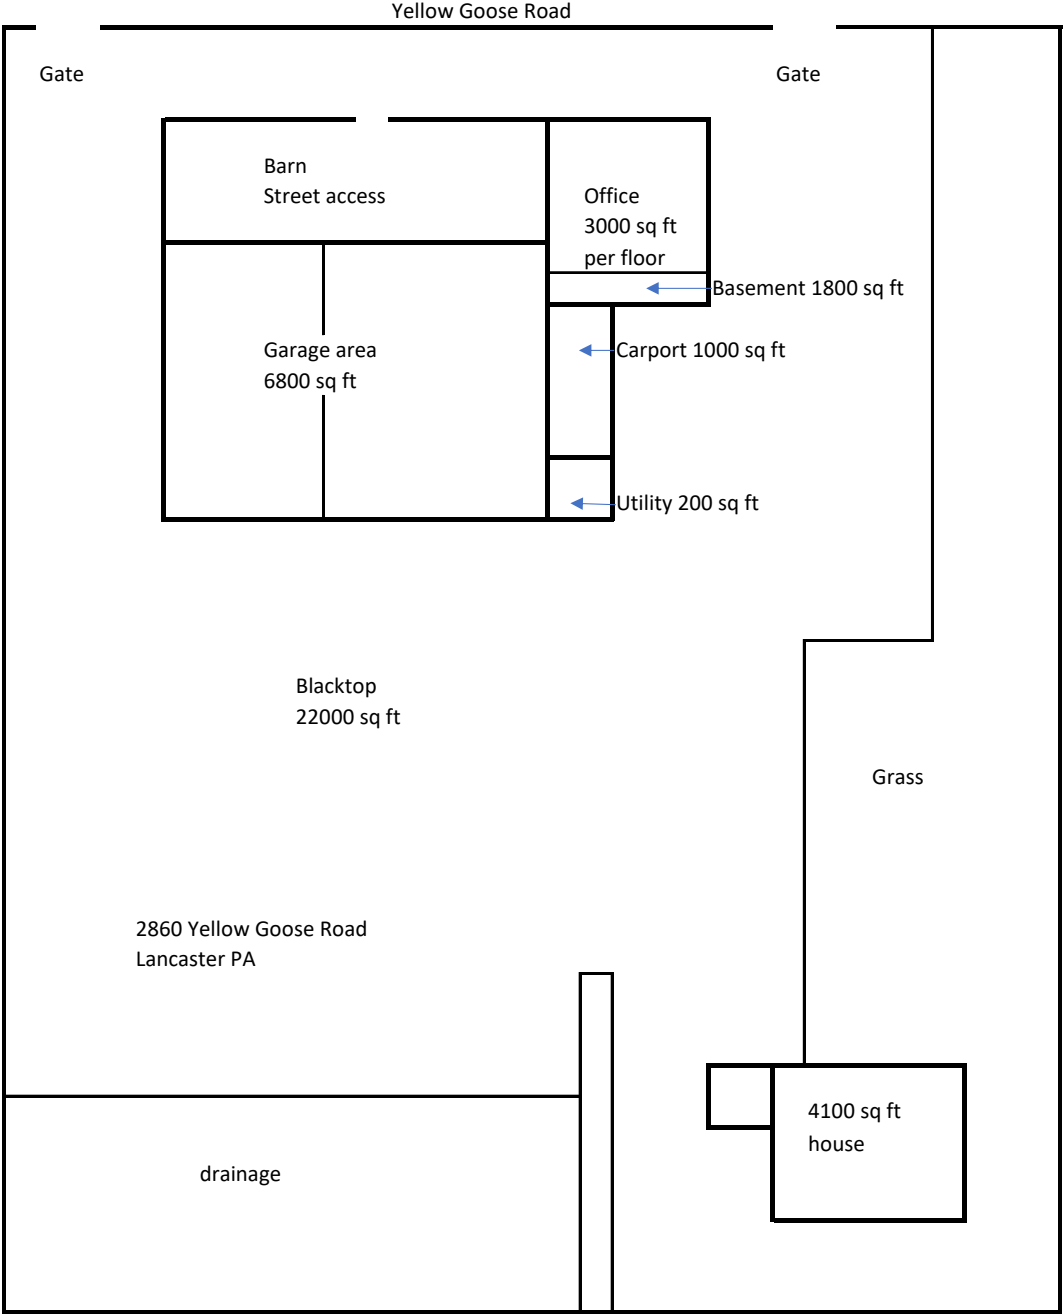 Yellow Goose Road
Gate
Gate
Barn
Street access
Office
3000 sq ft
per floor
Basement 1800 sq ft
Garage area
6800 sq ft
Carport 1000 sq ft
Utility 200 sq ft
Blacktop
22000 sq ft
Grass
2860 Yellow Goose Road
Lancaster PA
4100 sq ft
house
drainage